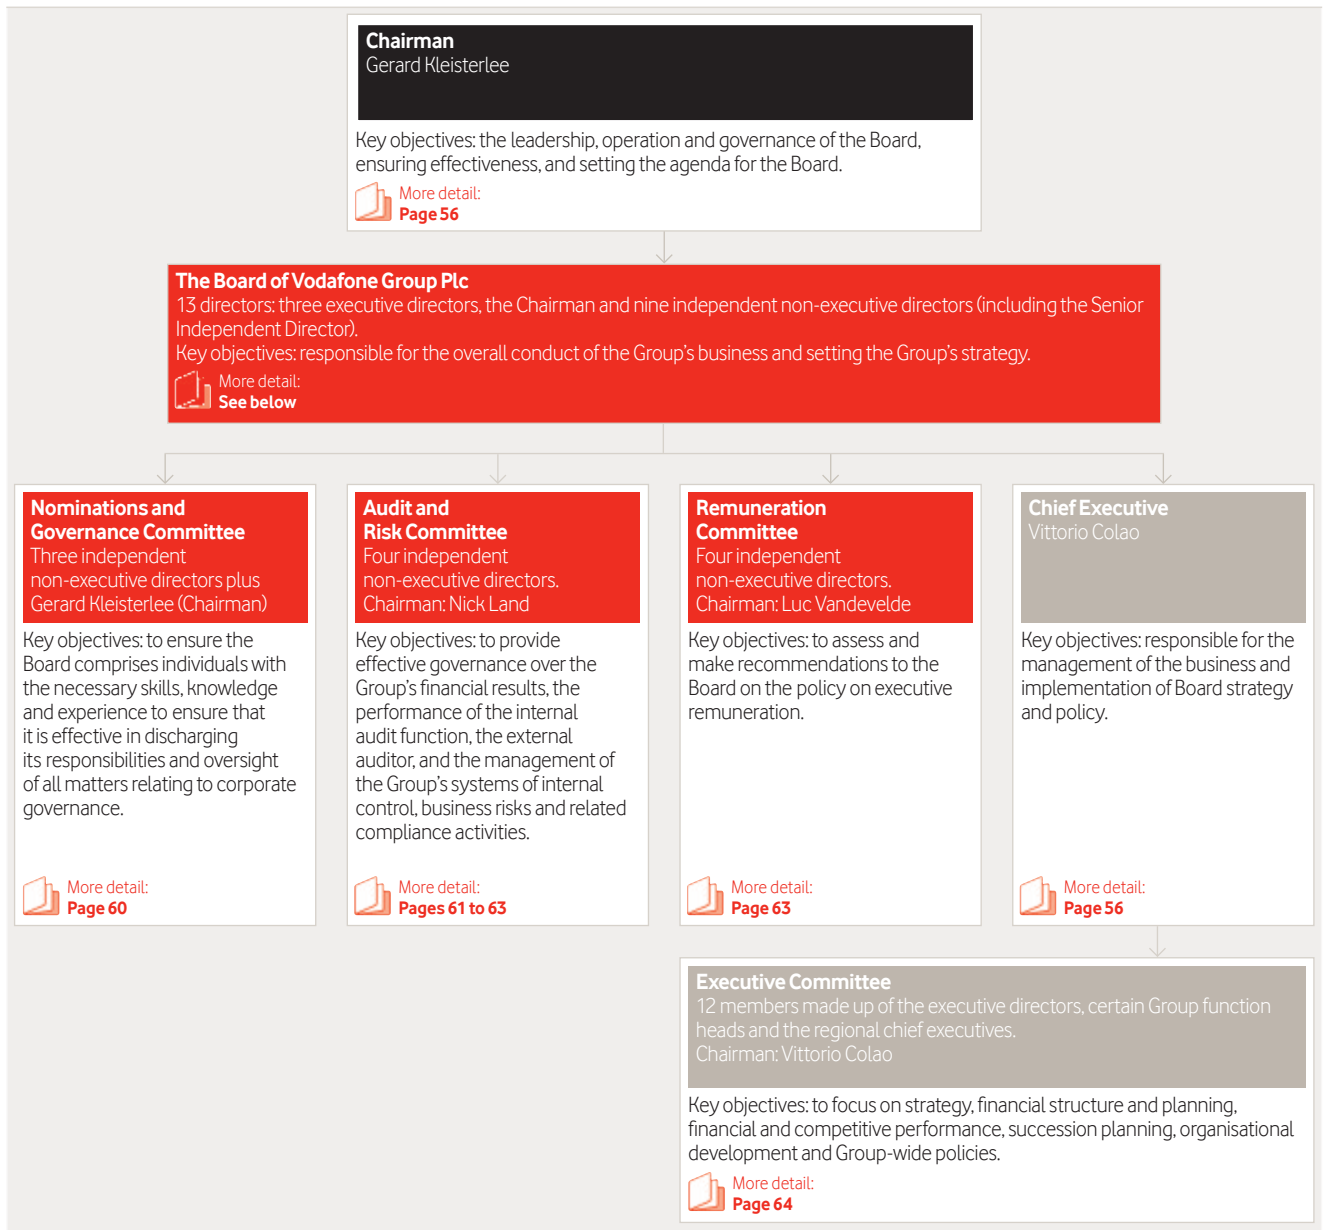 Chairman
Gerard Kleisterlee
Key objectives: the leadership, operation and governance of the Board,
ensuring effectiveness, and setting the agenda for the Board.
More detail:
Page 56
The Board of Vodafone Group Plc
13 directors: three executive directors, the Chairman and nine independent non-executive directors (including the Senior
Independent Director).
Key objectives: responsible for the overall conduct of the Group's business and setting the Group's strategy.
More detail:
See below
Nominations and
Governance Committee
Three independent
non-executive directors plus
Gerard Kleisterlee (Chairman)
Key objectives: to ensure the
Board comprises individuals with
the necessary skills, knowledge
and experience to ensure that
it is effective in discharging
its responsibilities and oversight
of all matters relating to corporate
governance.
More detail:
Page 60
Audit and
Risk Committee
Four independent
non-executive directors.
Chairman: Nick Land
Key objectives: to provide
effective governance over the
Group's financial results, the
performance of the internal
audit function, the external
auditor, and the management of
the Group's systems of internal
control, business risks and related
compliance activities.
More detail:
Pages 61 to 63
Remuneration
Committee
Four independent
non-executive directors.
Chairman: Luc Vandevelde
Key objectives: to assess and
make recommendations to the
Board on the policy on executive
remuneration.
More detail:
Page 63
Chief Executive
Vittorio Colao
Key objectives: responsible for the
management of the business and
implementation of Board strategy
and policy.
More detail:
Page 56
Executive Committee
12 members made up of the executive directors, certain Group function
heads and the regional chief executives.
Chairman: Vittorio Colao
Key objectives: to focus on strategy, financial structure and planning,
financial and competitive performance, succession planning, organisational
development and Group-wide policies.
More detail:
Page 64